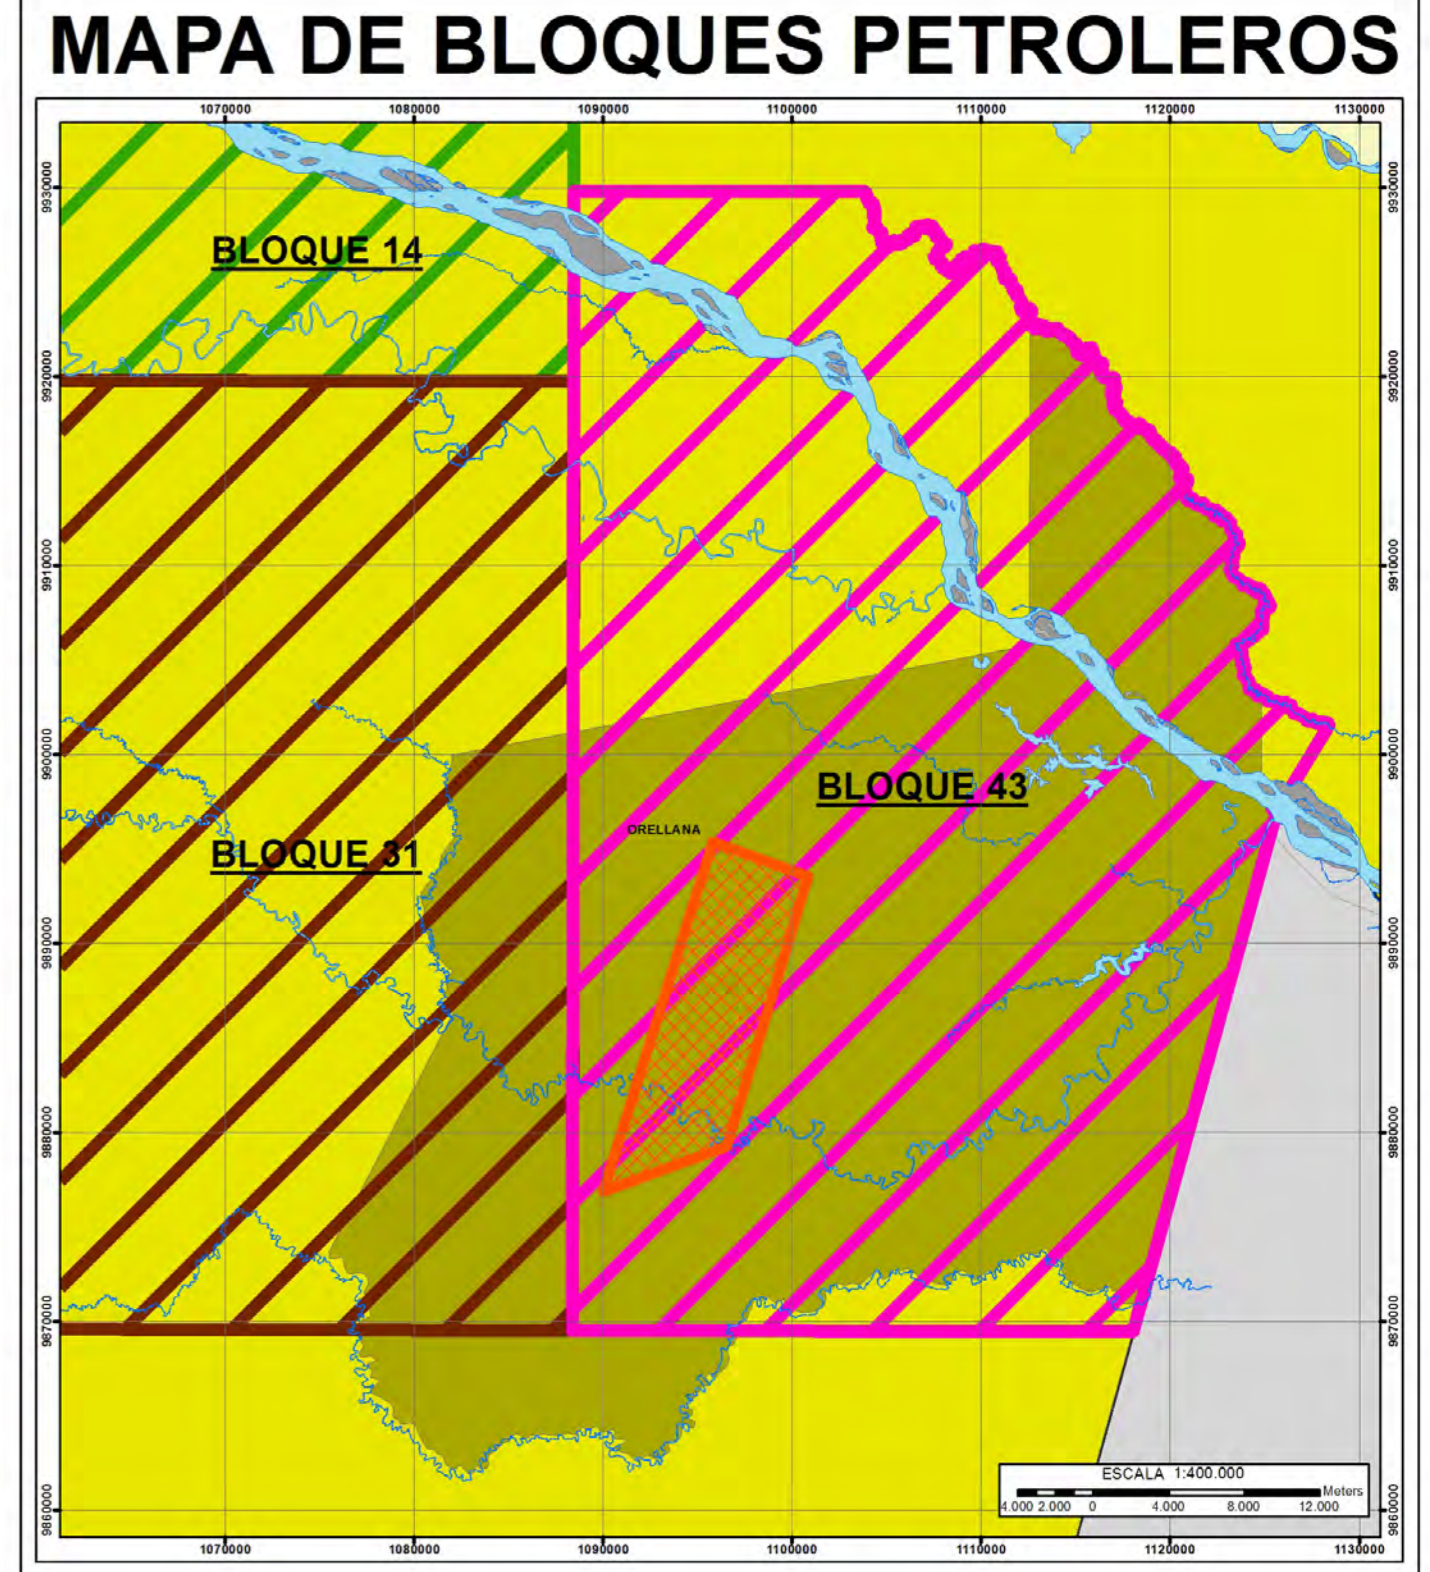 MAPA DE BLOQUES PETROLEROS
1070000 1080000 1090000 1100000 1110000 1120000 1130000
9930000 9930000
BLOQUE 14
9920000 9920000
9910000 9910000
9900000 9900000
BLOQUE 43
ORELLANA
BLOQUE 31
9890000 9890000
9880000 9880000
9870000 9870000
ESCALA 1:400.000
Meters
4.000 2.000 0 4.000 8.000 12.000
9860000 9860000
1070000 1080000 1090000 1100000 1110000 1120000 1130000